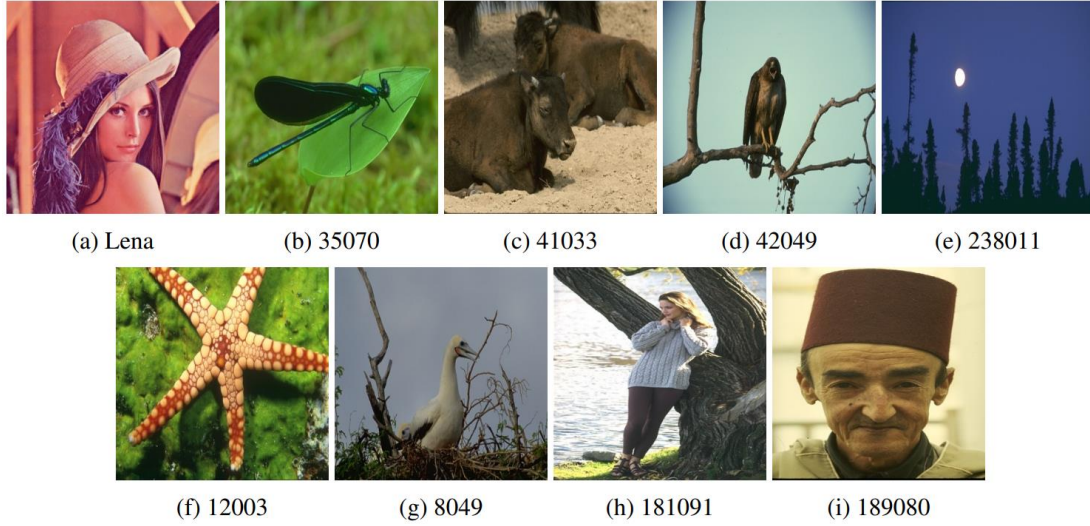 (a) Lena
(b) 35070
(c) 41033
(d) 42049
(e) 238011
(f) 12003
(g) 8049
(h) 181091
(i) 189080